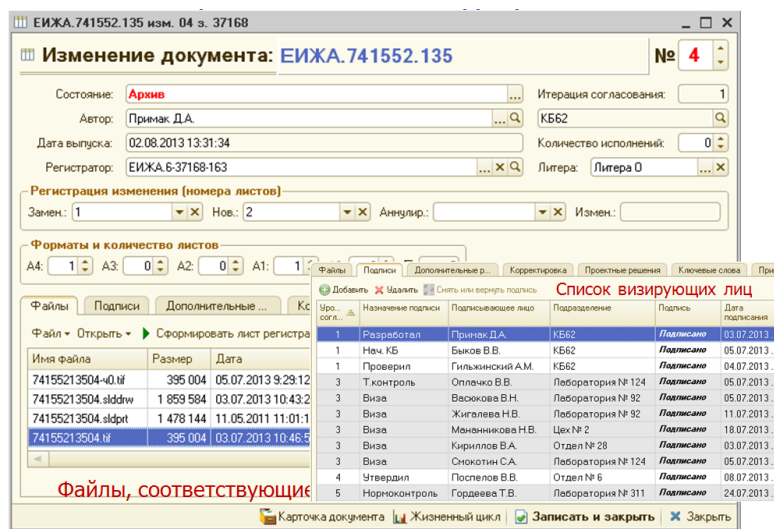 ЕИЖА.741552.135 изм. 04 з. 37168
Изменение документа: ЕИЖА.741552.135 № 4
Состояние: Архив ... Итерация согласования: 1
Автор: Примак Д.А. ... КБ62
Дата выпуска: 02.08.2013 13:31:34 Количество исполнений: 0
Регистратор: ЕИЖА.6-37168-163 ... Литера: Литера О ...
Регистрация изменения (номера листов)
Замен.: 1 Нов.: 2 Аннулир.: Измен.:
Форматы и количество листов
А4: 1 А3: 0 А2: 0 А1: 1
Файлы Подписи Дополнительные ...
Файл Открыть Сформировать лист регистра
Имя файла Размер Дата
74155213504-ч0.tif 395 004 05.07.2013 9:29:12
74155213504.slddrw 1 859 584 03.07.2013 10:43:2
74155213504.sldprt 1 478 144 11.05.2011 11:01:1
74155213504.tif 395 004 03.07.2013 10:46:5
Файлы, соответствующие
Файлы Подписи Дополнительные р... Корректировка Проектные решения Ключевые слова При
Добавить Удалить Снять или вернуть подпись Список визирующих лиц
Уро... согл... Назначение подписи Подписывающее лицо Подразделение Подпись Дата подписания
1 Разработал Примак Д.А. КБ62 Подписано 03.07.2013 ..
1 Нач. КБ Быков В.В. КБ62 Подписано 05.07.2013 ..
1 Проверил Гильжинский А.М. КБ62 Подписано 04.07.2013 ..
3 Т.контроль Оплачко В.В. Лаборатория № 124 Подписано 05.07.2013 ..
3 Виза Васюкова В.Н. Лаборатория № 92 Подписано 05.07.2013 ..
3 Виза Жигалева Н.В. Лаборатория № 92 Подписано 11.07.2013 ..
3 Виза Мананникова Н.В. Цех № 2 Подписано 18.07.2013 ..
3 Виза Кириллов В.А. Отдел № 28 Подписано 03.07.2013 ..
3 Виза Смокотин С.А. Лаборатория № 124 Подписано 05.07.2013 ..
4 Утвердил Поспелов В.В. Отдел № 6 Подписано 08.07.2013 ..
5 Нормоконтроль Гордеева Т.В. Лаборатория № 311 Подписано 24.07.2013 ..
Карточка документа Жизненный цикл Записать и закрыть Закрыть